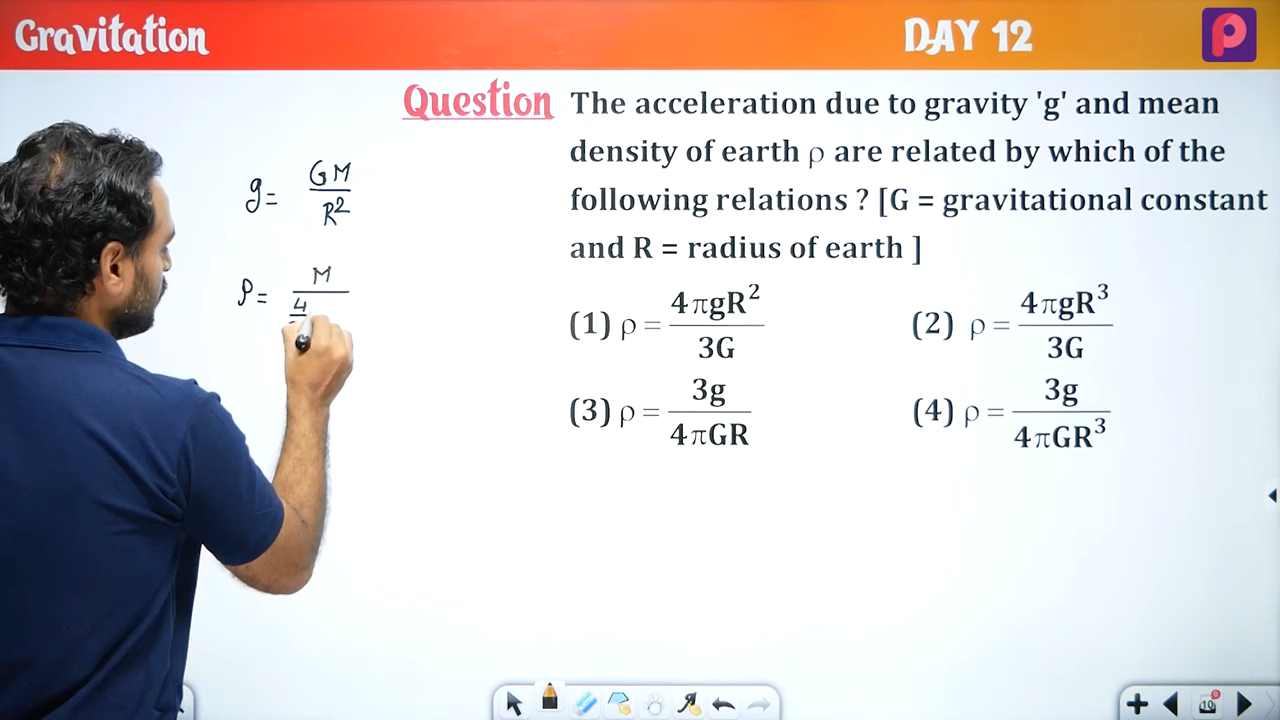 Gravitation
DAY 12
Question The acceleration due to gravity 'g' and mean
density of earth ρ are related by which of the
following relations ? [G = gravitational constant
and R = radius of earth ]
(1) ρ = 4πgR² / 3G
(2) ρ = 4πgR³ / 3G
(3) ρ = 3g / 4πGR
(4) ρ = 3g / 4πGR³
g = GM / R²
ρ = M / 4
10